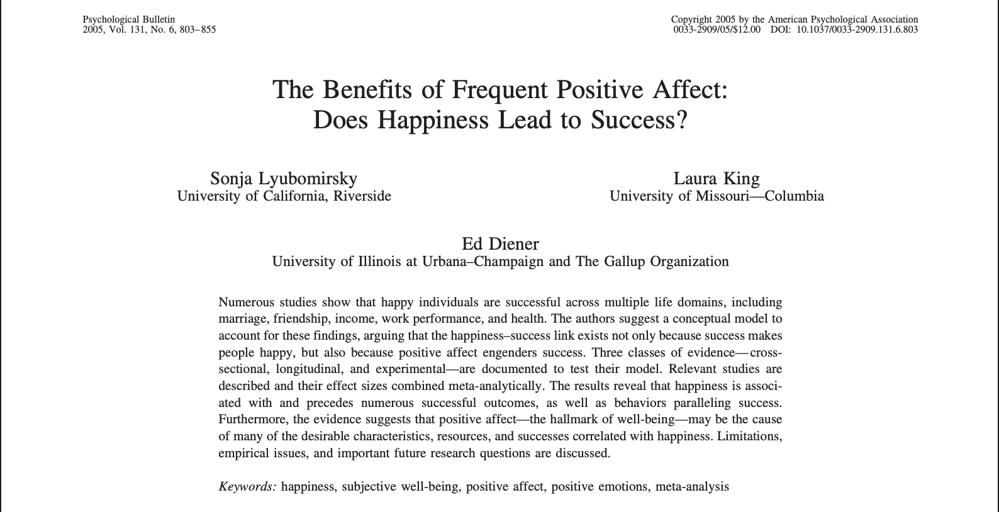 Psychological Bulletin
2005, Vol. 131, No. 6, 803–855
Copyright 2005 by the American Psychological Association
0033-2909/05/$12.00 DOI: 10.1037/0033-2909.131.6.803
The Benefits of Frequent Positive Affect:
Does Happiness Lead to Success?
Sonja Lyubomirsky
University of California, Riverside
Laura King
University of Missouri—Columbia
Ed Diener
University of Illinois at Urbana–Champaign and The Gallup Organization
Numerous studies show that happy individuals are successful across multiple life domains, including
marriage, friendship, income, work performance, and health. The authors suggest a conceptual model to
account for these findings, arguing that the happiness–success link exists not only because success makes
people happy, but also because positive affect engenders success. Three classes of evidence—cross-
sectional, longitudinal, and experimental—are documented to test their model. Relevant studies are
described and their effect sizes combined meta-analytically. The results reveal that happiness is associ-
ated with and precedes numerous successful outcomes, as well as behaviors paralleling success.
Furthermore, the evidence suggests that positive affect—the hallmark of well-being—may be the cause
of many of the desirable characteristics, resources, and successes correlated with happiness. Limitations,
empirical issues, and important future research questions are discussed.
Keywords: happiness, subjective well-being, positive affect, positive emotions, meta-analysis